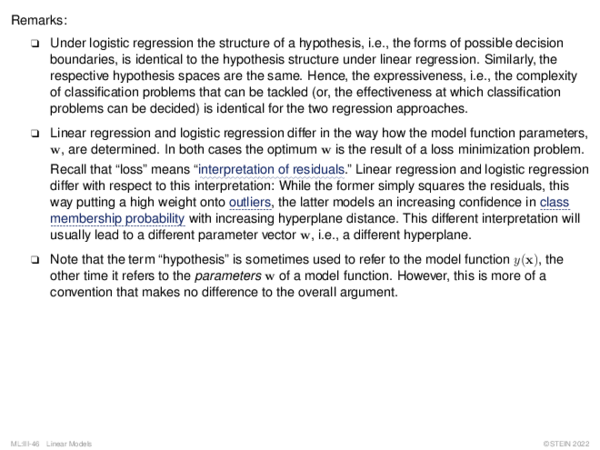 Remarks:
❑ Under logistic regression the structure of a hypothesis, i.e., the forms of possible decision
boundaries, is identical to the hypothesis structure under linear regression. Similarly, the
respective hypothesis spaces are the same. Hence, the expressiveness, i.e., the complexity
of classification problems that can be tackled (or, the effectiveness at which classification
problems can be decided) is identical for the two regression approaches.
❑ Linear regression and logistic regression differ in the way how the model function parameters,
w, are determined. In both cases the optimum w is the result of a loss minimization problem.
Recall that “loss” means “interpretation of residuals.” Linear regression and logistic regression
differ with respect to this interpretation: While the former simply squares the residuals, this
way putting a high weight onto outliers, the latter models an increasing confidence in class
membership probability with increasing hyperplane distance. This different interpretation will
usually lead to a different parameter vector w, i.e., a different hyperplane.
❑ Note that the term “hypothesis” is sometimes used to refer to the model function y(x), the
other time it refers to the parameters w of a model function. However, this is more of a
convention that makes no difference to the overall argument.
ML:III-46 Linear Models ©STEIN 2022